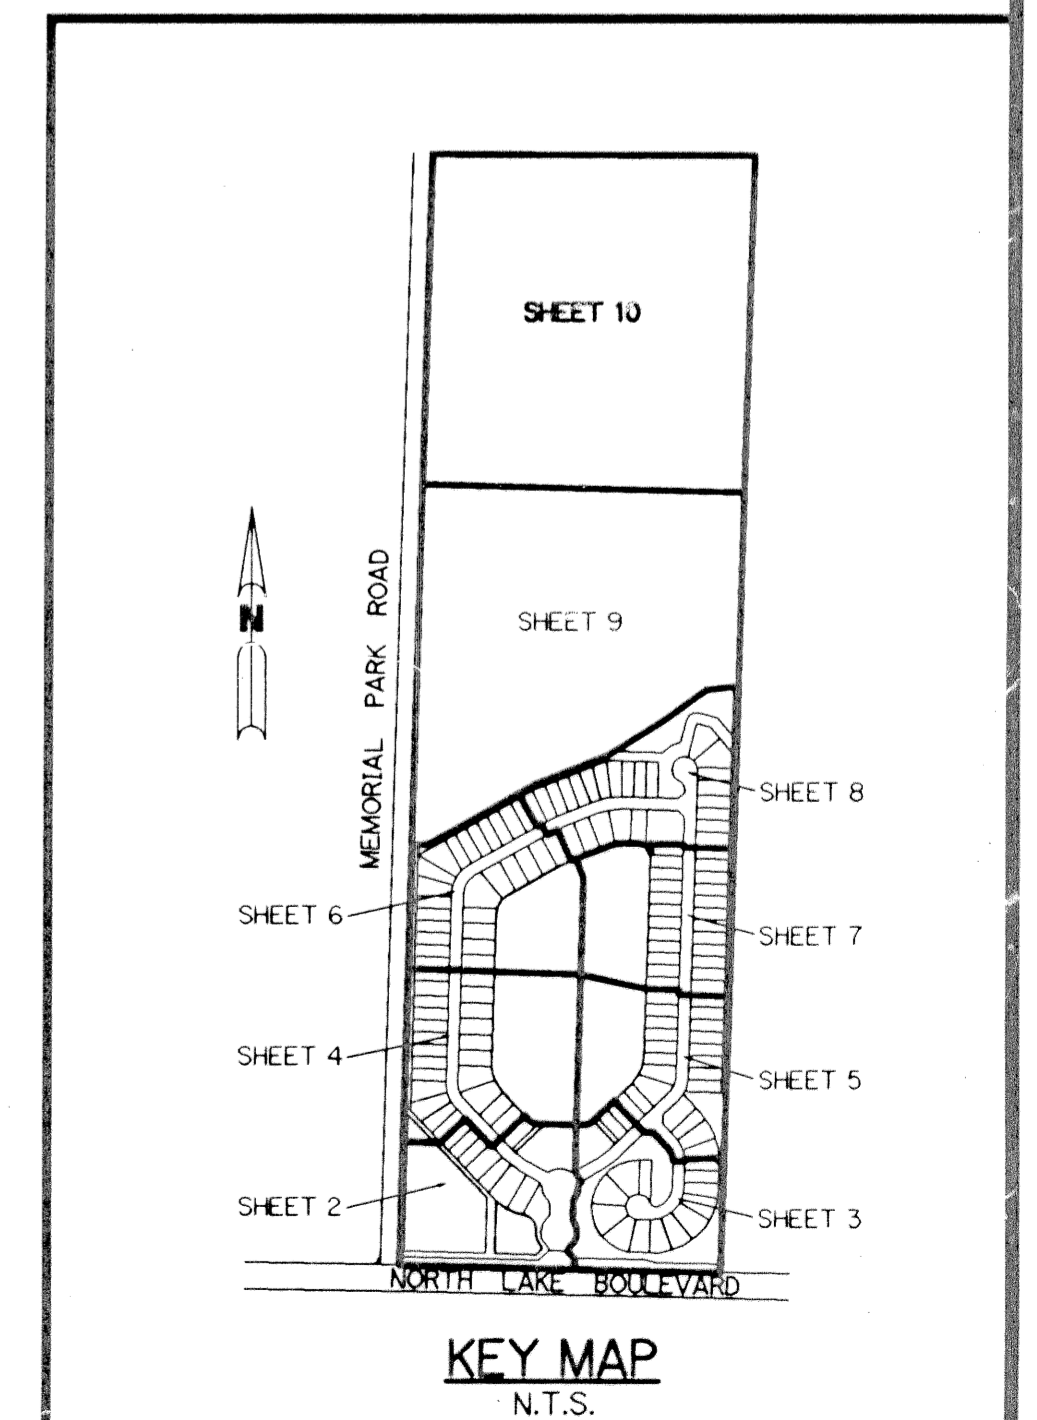 SHEET 10
N
MEMORIAL PARK ROAD
SHEET 9
SHEET 8
SHEET 6
SHEET 7
SHEET 4
SHEET 5
SHEET 2
SHEET 3
NORTH LAKE BOULEVARD
KEY MAP
N.T.S.